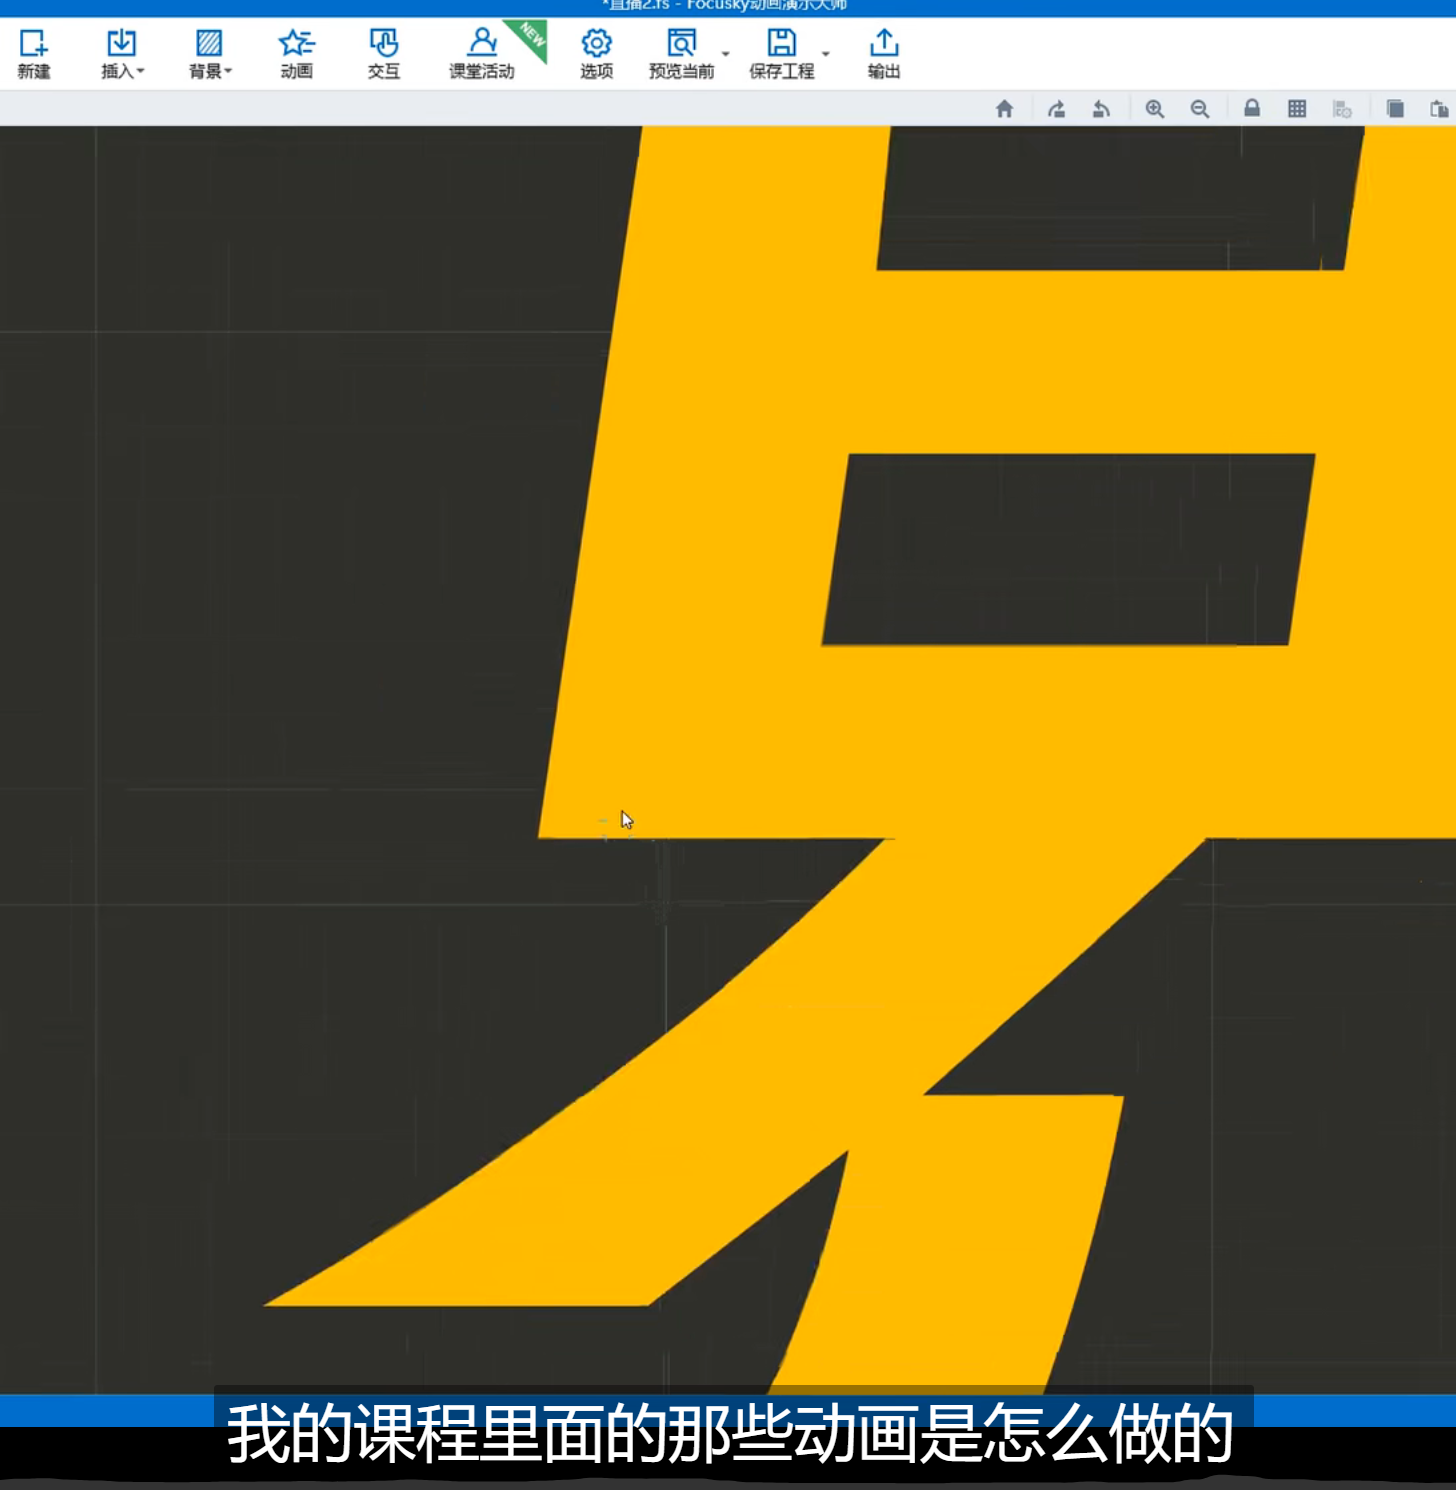 *直播2.fs - Focusky动画演示大师
新建 插入 背景 动画 交互 课堂活动 NEW 选项 预览当前 保存工程 输出
我的课程里面的那些动画是怎么做的